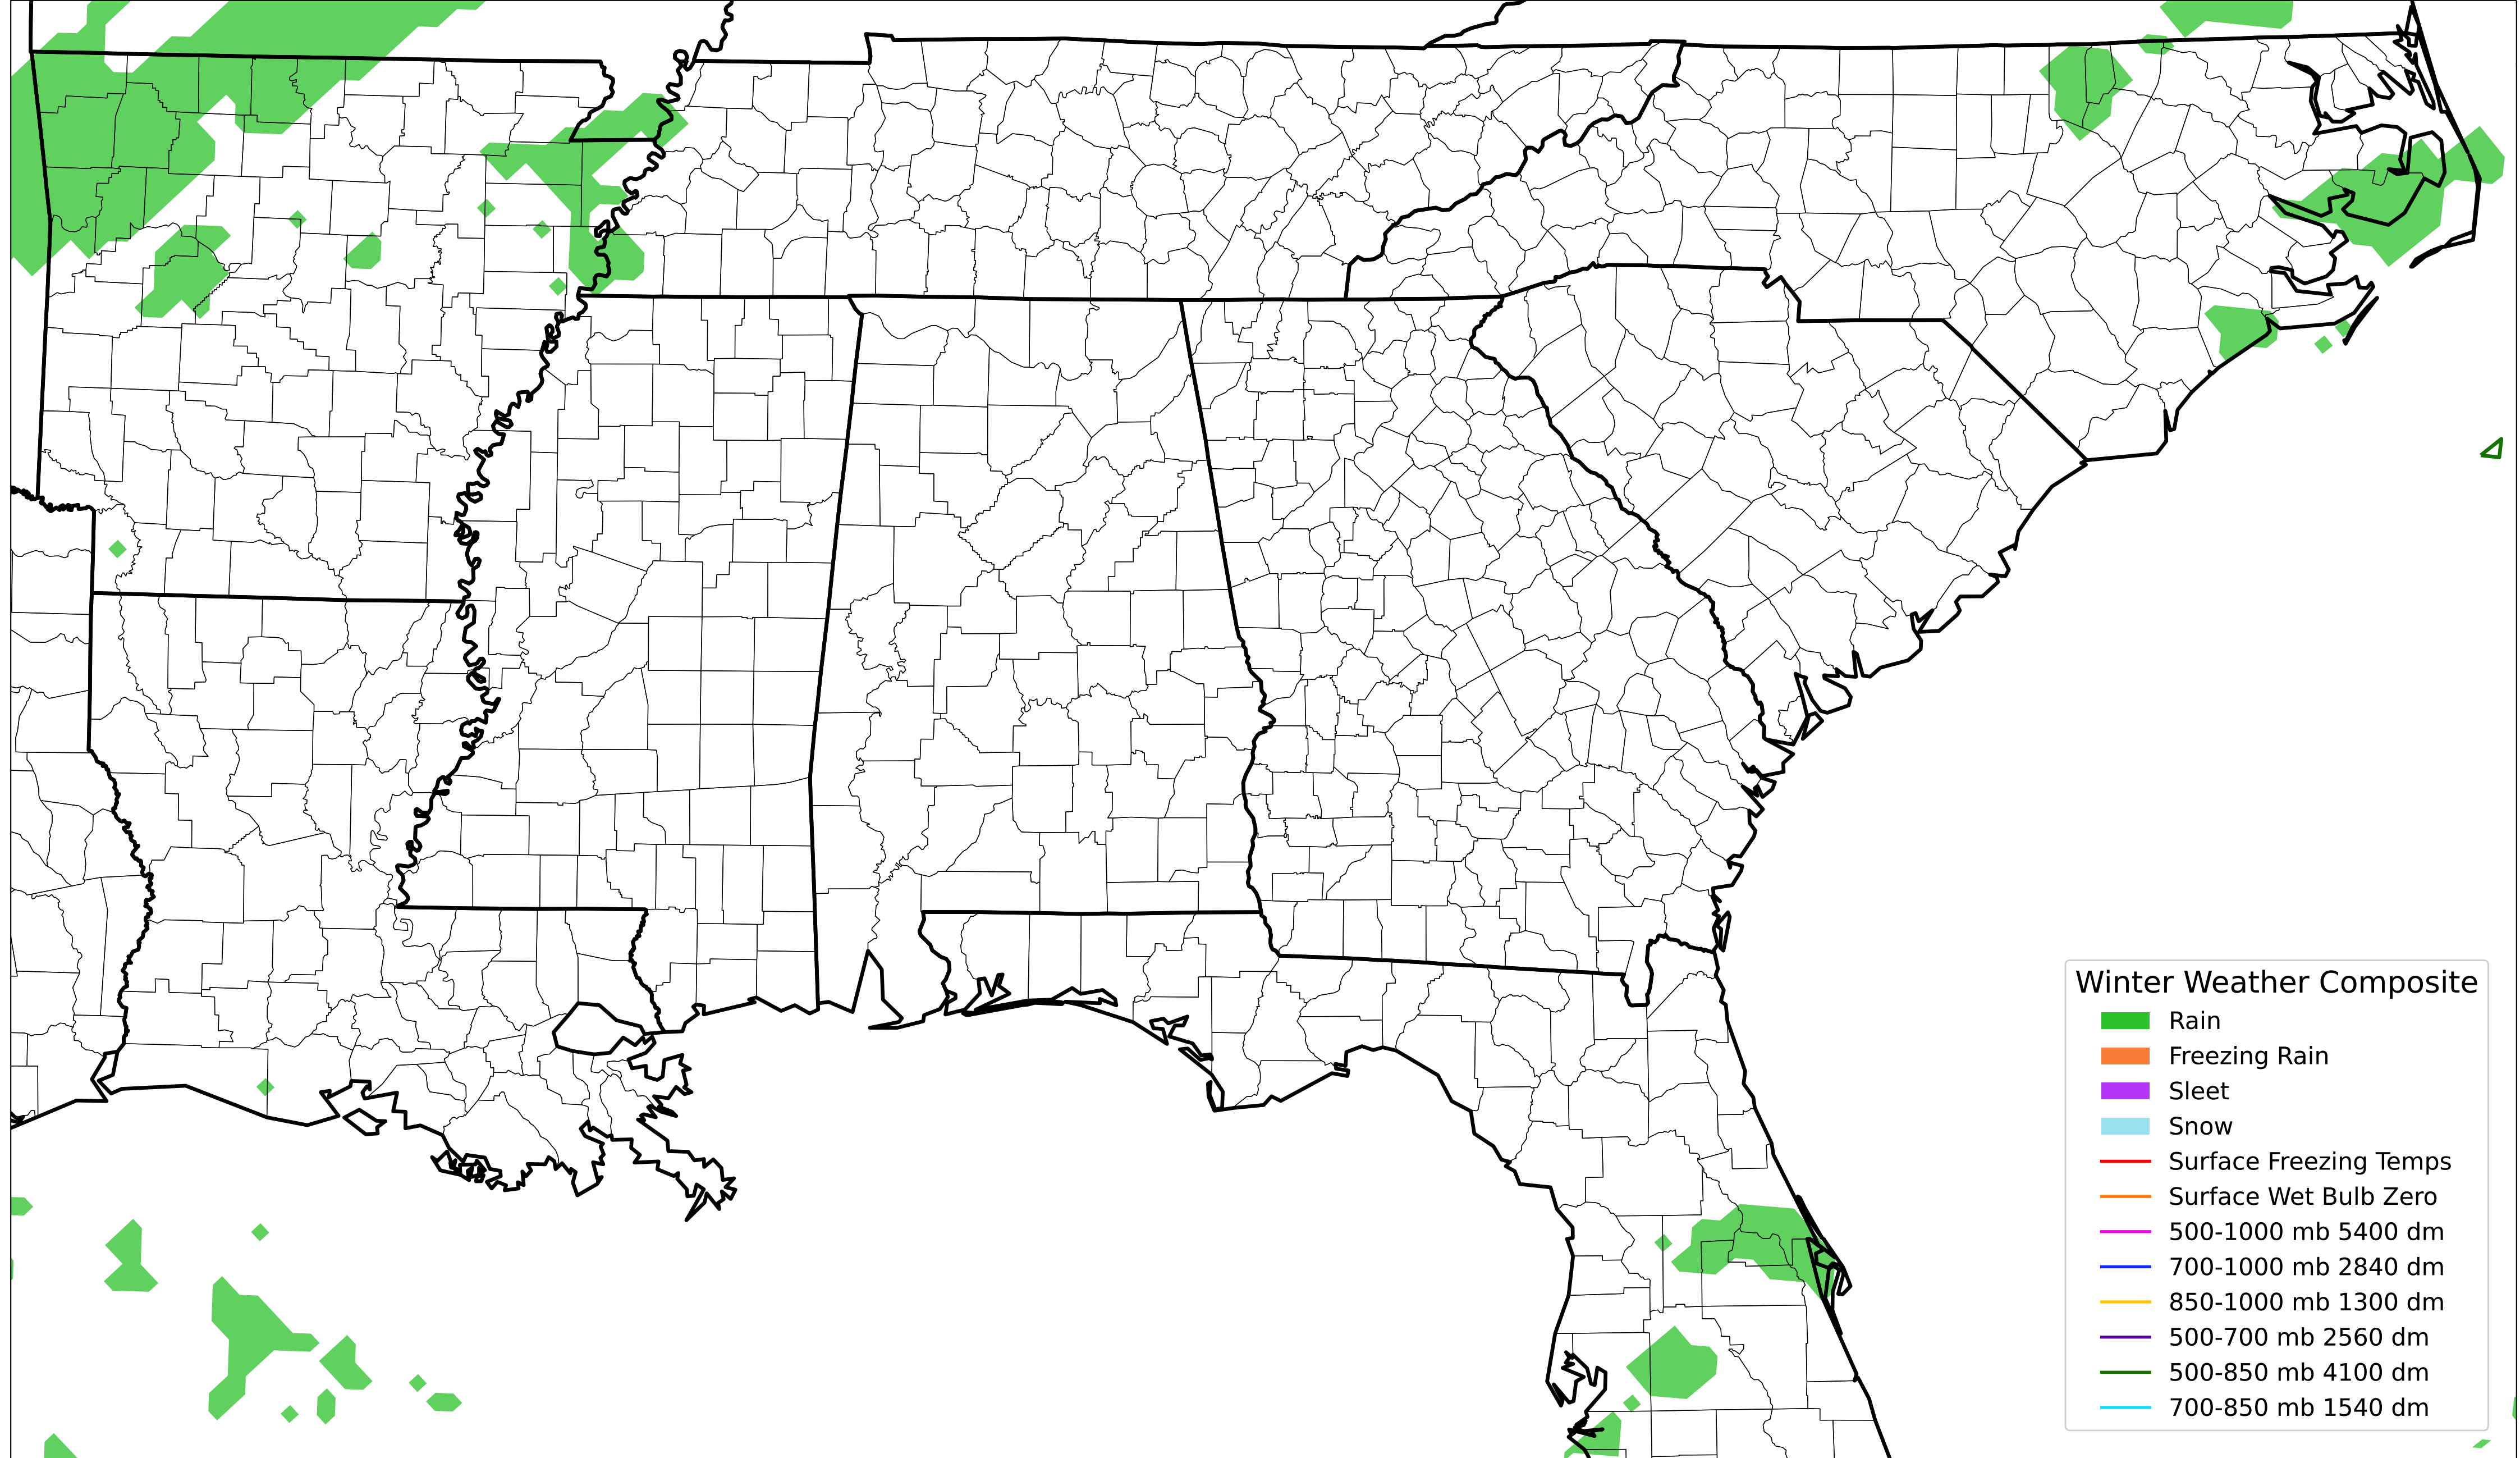 Winter Weather Composite
Rain
Freezing Rain
Sleet
Snow
Surface Freezing Temps
Surface Wet Bulb Zero
500-1000 mb 5400 dm
700-1000 mb 2840 dm
850-1000 mb 1300 dm
500-700 mb 2560 dm
500-850 mb 4100 dm
700-850 mb 1540 dm